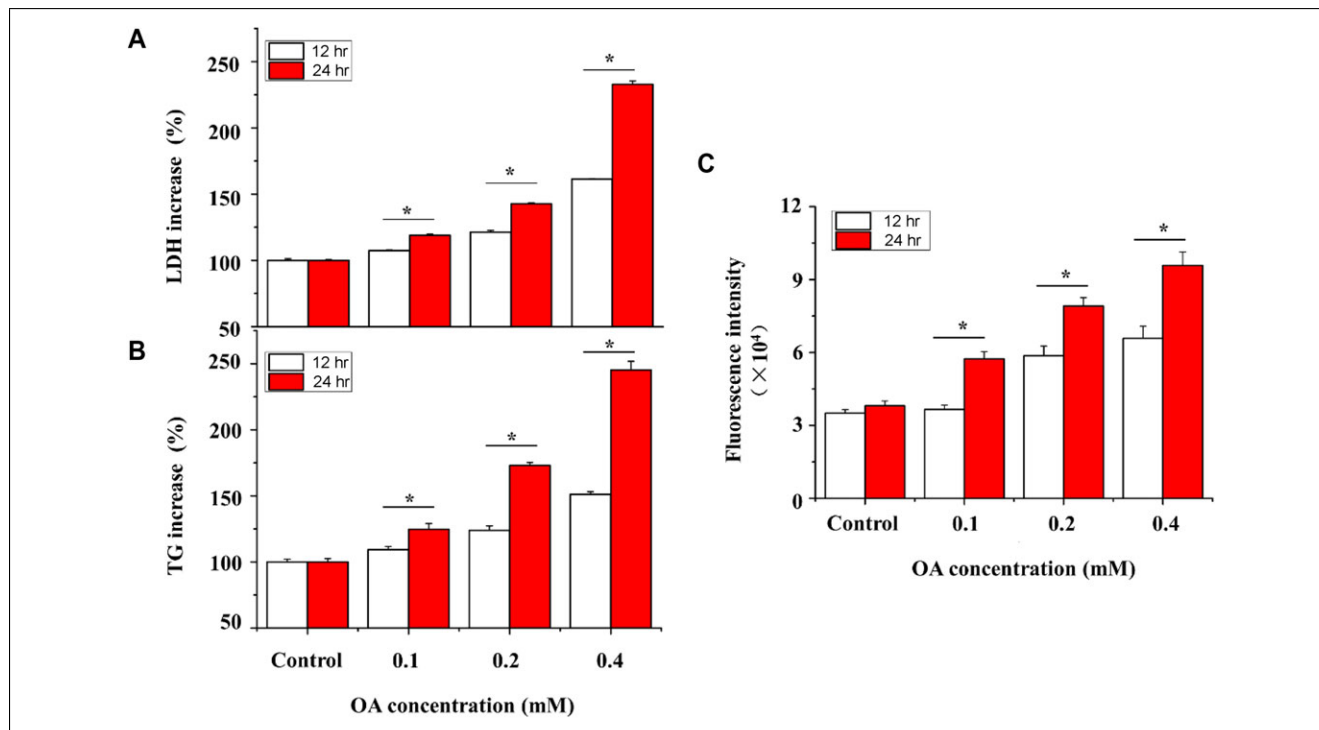 A
12 hr
24 hr
*
*
*
250
200
150
100
50
LDH increase (%)
B
12 hr
24 hr
*
*
*
250
200
150
100
50
TG increase (%)
Control 0.1 0.2 0.4
OA concentration (mM)
C
12 hr
24 hr
*
*
*
12
9
6
3
0
Fluorescence intensity
(×10⁴)
Control 0.1 0.2 0.4
OA concentration (mM)